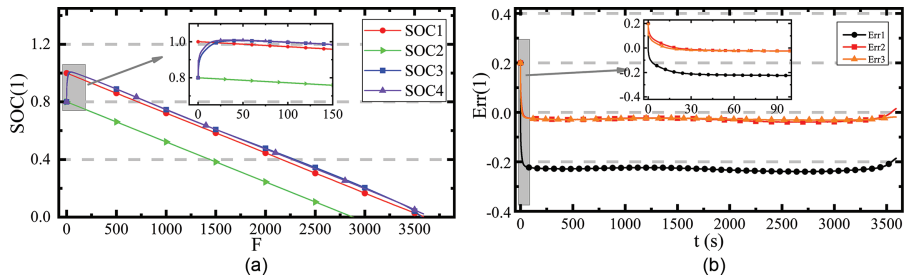 SOC(1)
1.2
0.8
0.4
0.0
0 500 1000 1500 2000 2500 3000 3500
F
(a)
1.0
0.8
0 50 100 150
SOC1
SOC2
SOC3
SOC4
Err(1)
0.4
0.2
0.0
-0.2
-0.4
0 500 1000 1500 2000 2500 3000 3500
t (s)
(b)
0.2
0.0
-0.2
-0.4
0 30 60 90
Err1
Err2
Err3